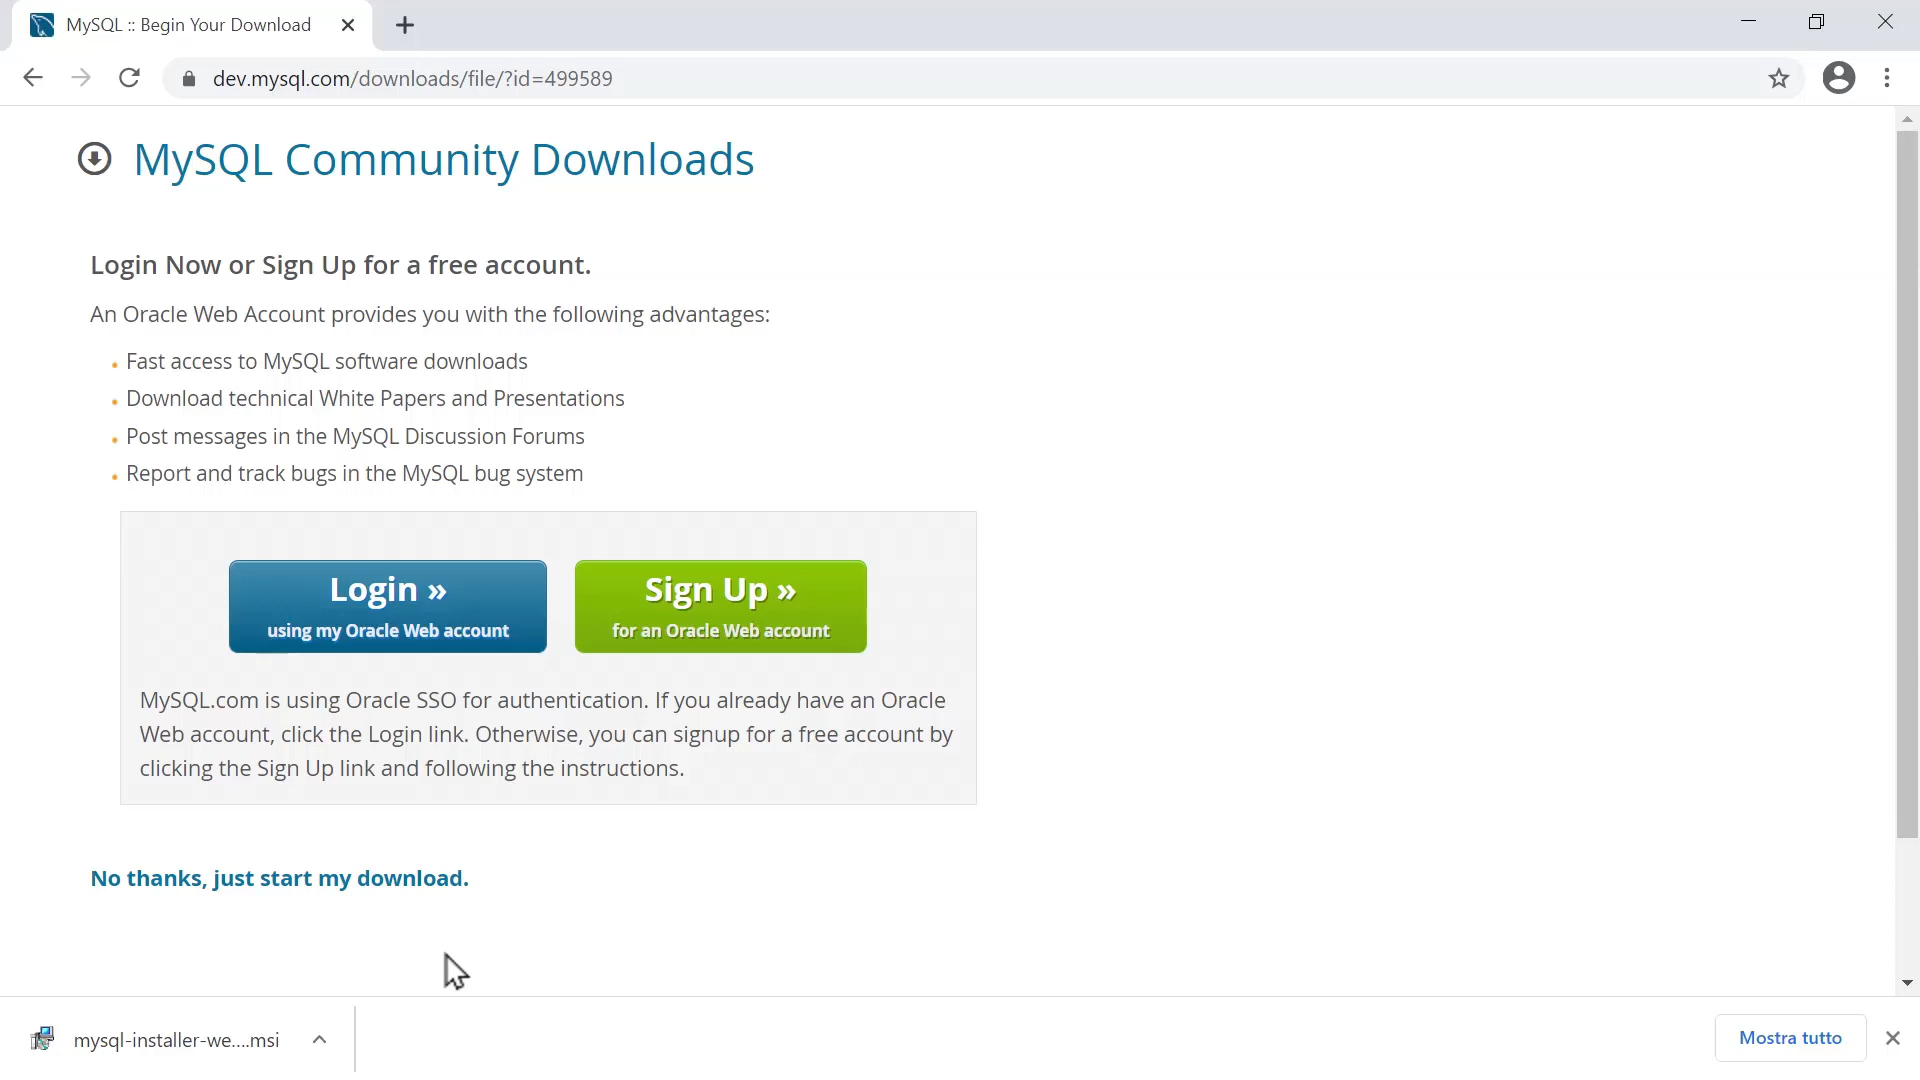 MySQL :: Begin Your Download
dev.mysql.com/downloads/file/?id=499589
MySQL Community Downloads
Login Now or Sign Up for a free account.
An Oracle Web Account provides you with the following advantages:
Fast access to MySQL software downloads
Download technical White Papers and Presentations
Post messages in the MySQL Discussion Forums
Report and track bugs in the MySQL bug system
Login »
using my Oracle Web account
Sign Up »
for an Oracle Web account
MySQL.com is using Oracle SSO for authentication. If you already have an Oracle
Web account, click the Login link. Otherwise, you can signup for a free account by
clicking the Sign Up link and following the instructions.
No thanks, just start my download.
mysql-installer-we....msi
Mostra tutto